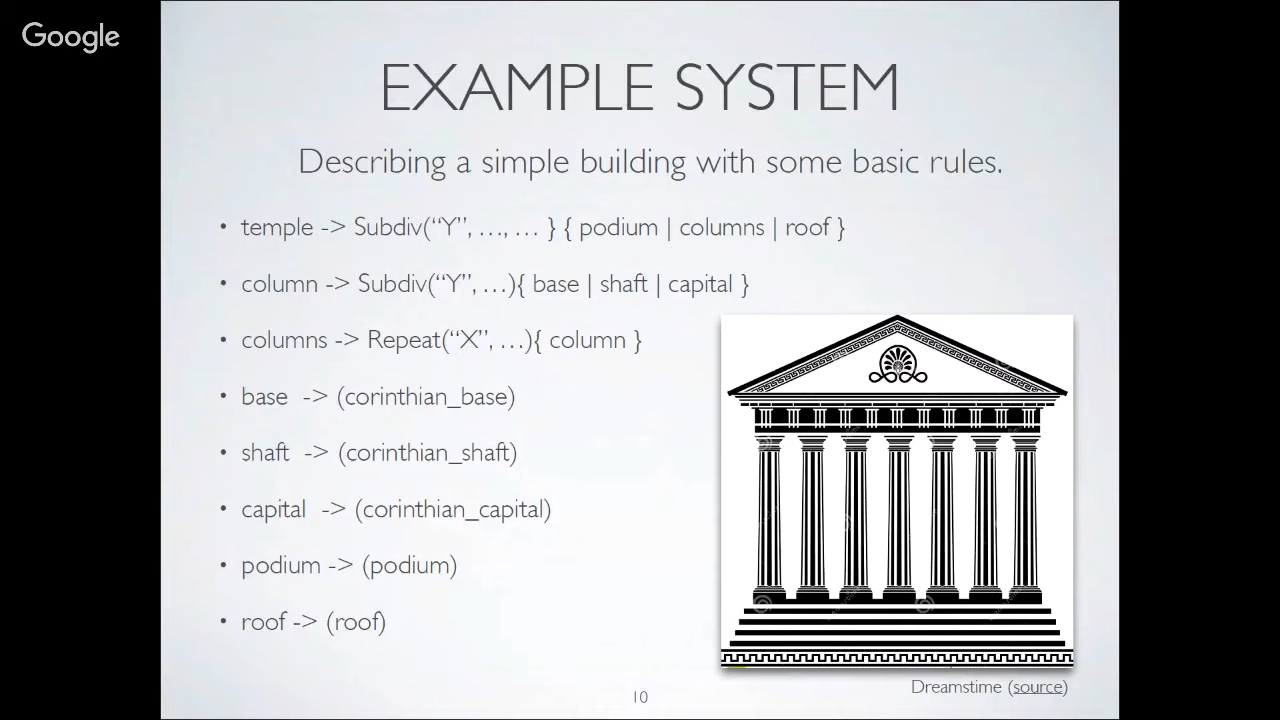 Google
EXAMPLE SYSTEM
Describing a simple building with some basic rules.
• temple -> Subdiv(“Y”, …,… } { podium | columns | roof }
• column -> Subdiv(“Y”, …){ base | shaft | capital }
• columns -> Repeat(“X”, …){ column }
• base -> (corinthian_base)
• shaft -> (corinthian_shaft)
• capital -> (corinthian_capital)
• podium -> (podium)
• roof -> (roof)
Dreamstime (source)
10